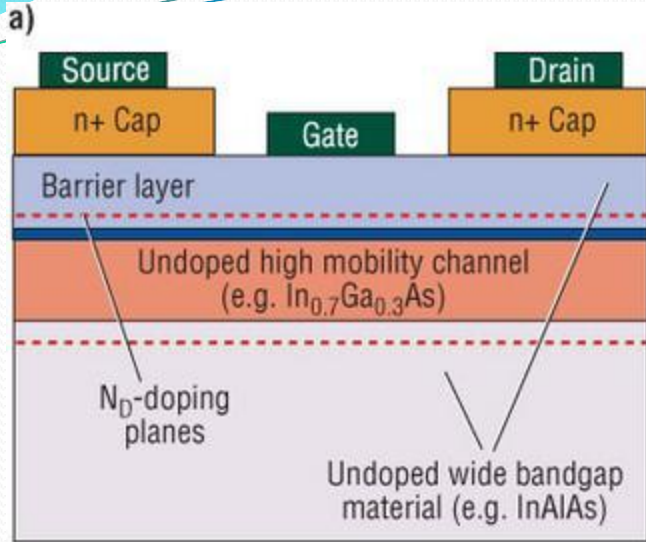 a)
Source
Drain
n+ Cap
n+ Cap
Gate
Barrier layer
Undoped high mobility channel
(e.g. In₀.₇Ga₀.₃As)
N_D-doping
planes
Undoped wide bandgap
material (e.g. InAlAs)